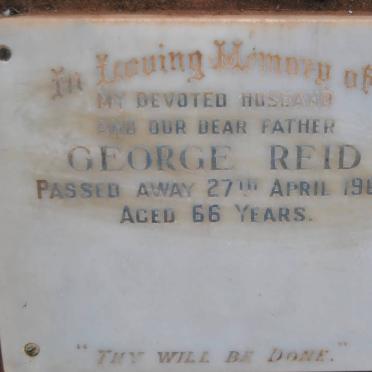 In Loving Memory of
MY DEVOTED HUSBAND
AND OUR DEAR FATHER
GEORGE REID
PASSED AWAY 27TH APRIL 198
AGED 66 YEARS.
"THY WILL BE DONE."